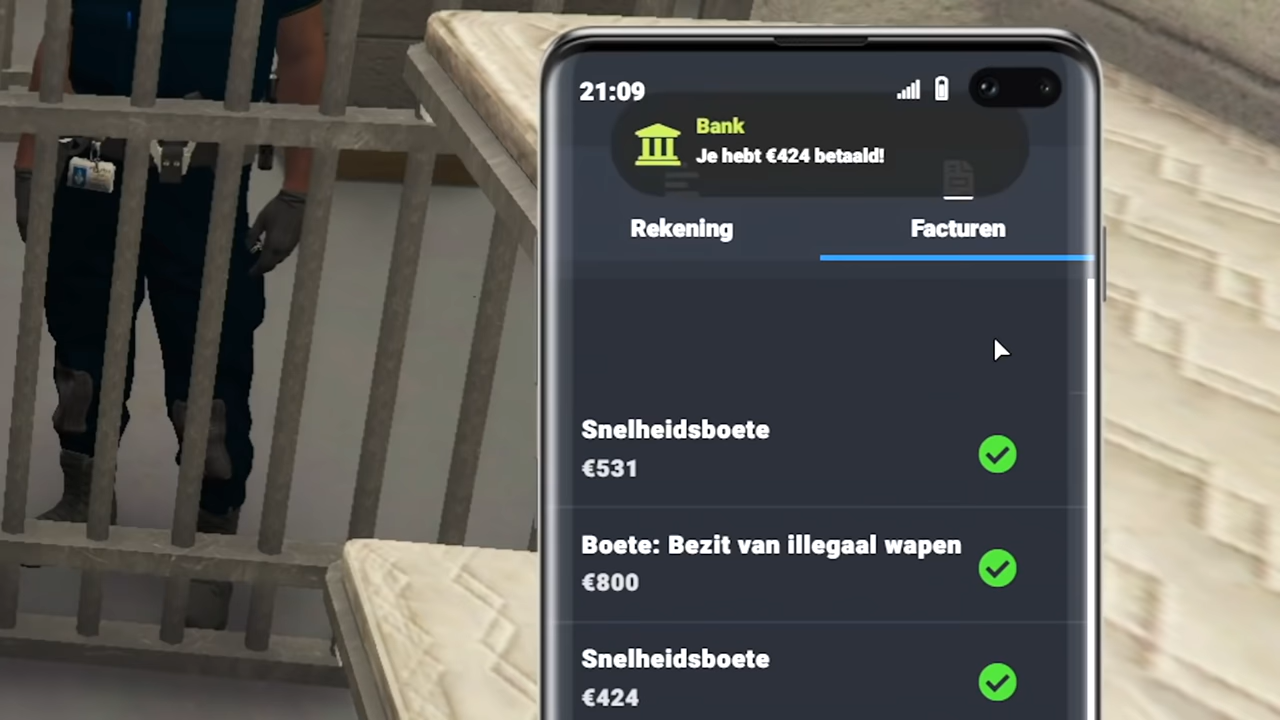 21:09
Bank
Je hebt €424 betaald!
Rekening
Facturen
Snelheidsboete
€531
Boete: Bezit van illegaal wapen
€800
Snelheidsboete
€424